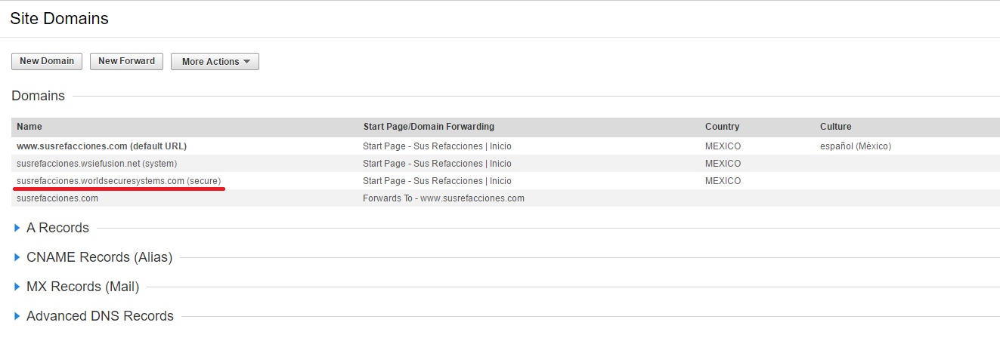 Site Domains
New Domain New Forward More Actions
Domains
Name Start Page/Domain Forwarding Country Culture
www.susrefacciones.com (default URL) Start Page - Sus Refacciones | Inicio MEXICO español (México)
susrefacciones.wsiefusion.net (system) Start Page - Sus Refacciones | Inicio MEXICO
susrefacciones.worldsecuresystems.com (secure) Start Page - Sus Refacciones | Inicio MEXICO
susrefacciones.com Forwards To - www.susrefacciones.com
A Records
CNAME Records (Alias)
MX Records (Mail)
Advanced DNS Records